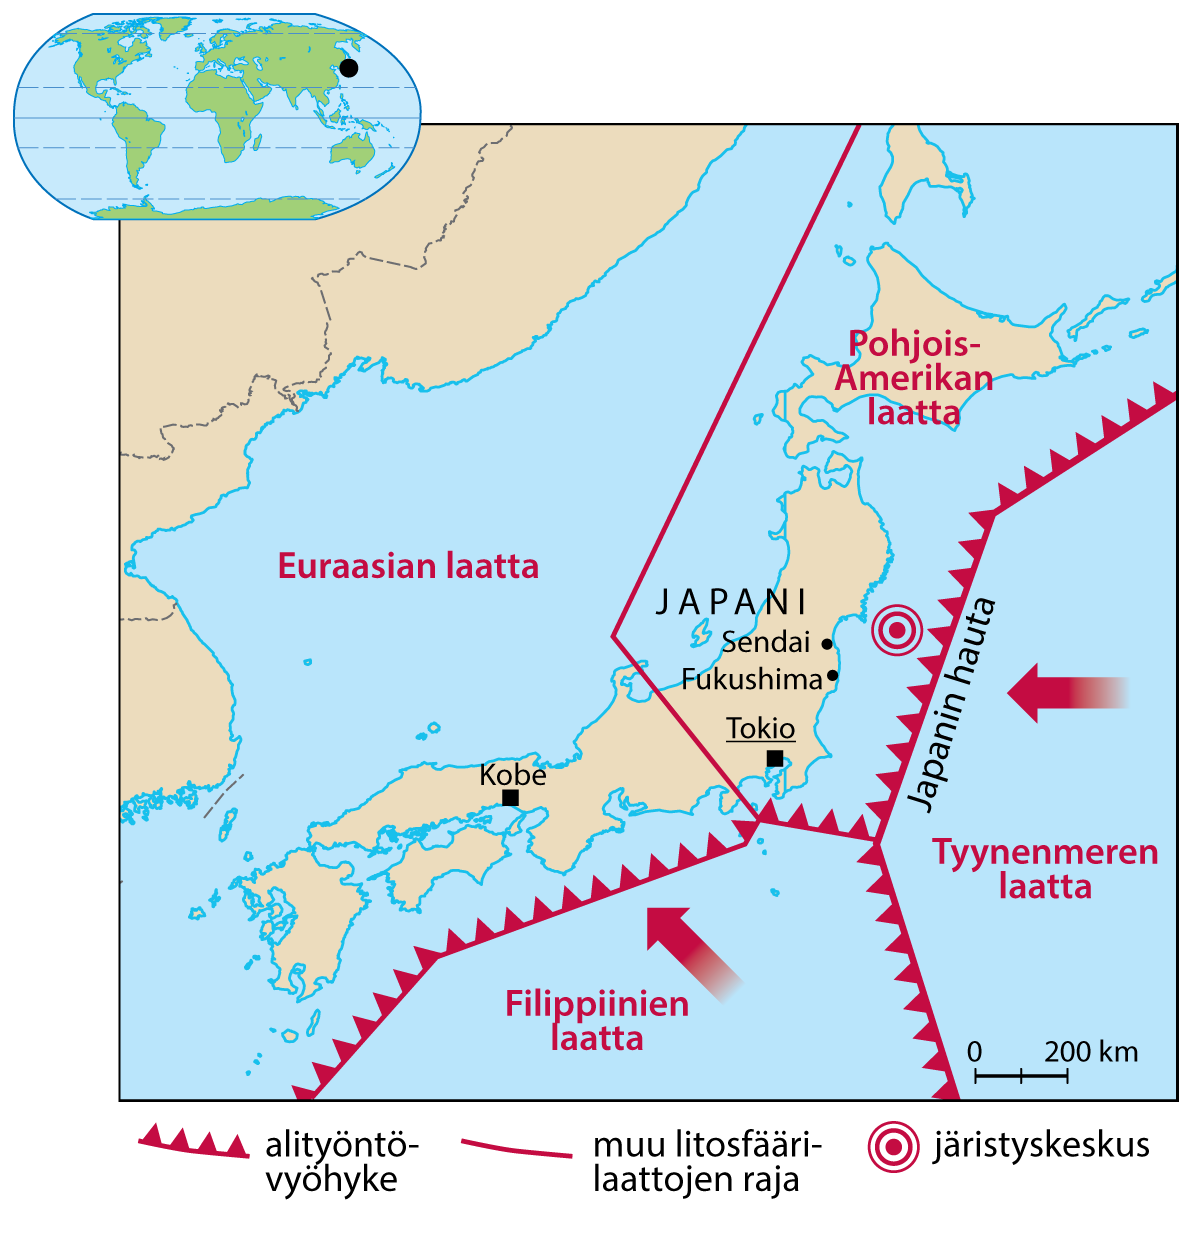 Pohjois-
Amerikan
laatta
Euraasian laatta
JAPANI
Sendai
Fukushima
Japanin hauta
Tokio
Kobe
Tyynenmeren
laatta
Filippiinien
laatta
0 200 km
alityöntö-
vyöhyke
muu litosfääri-
laattojen raja
järistyskeskus